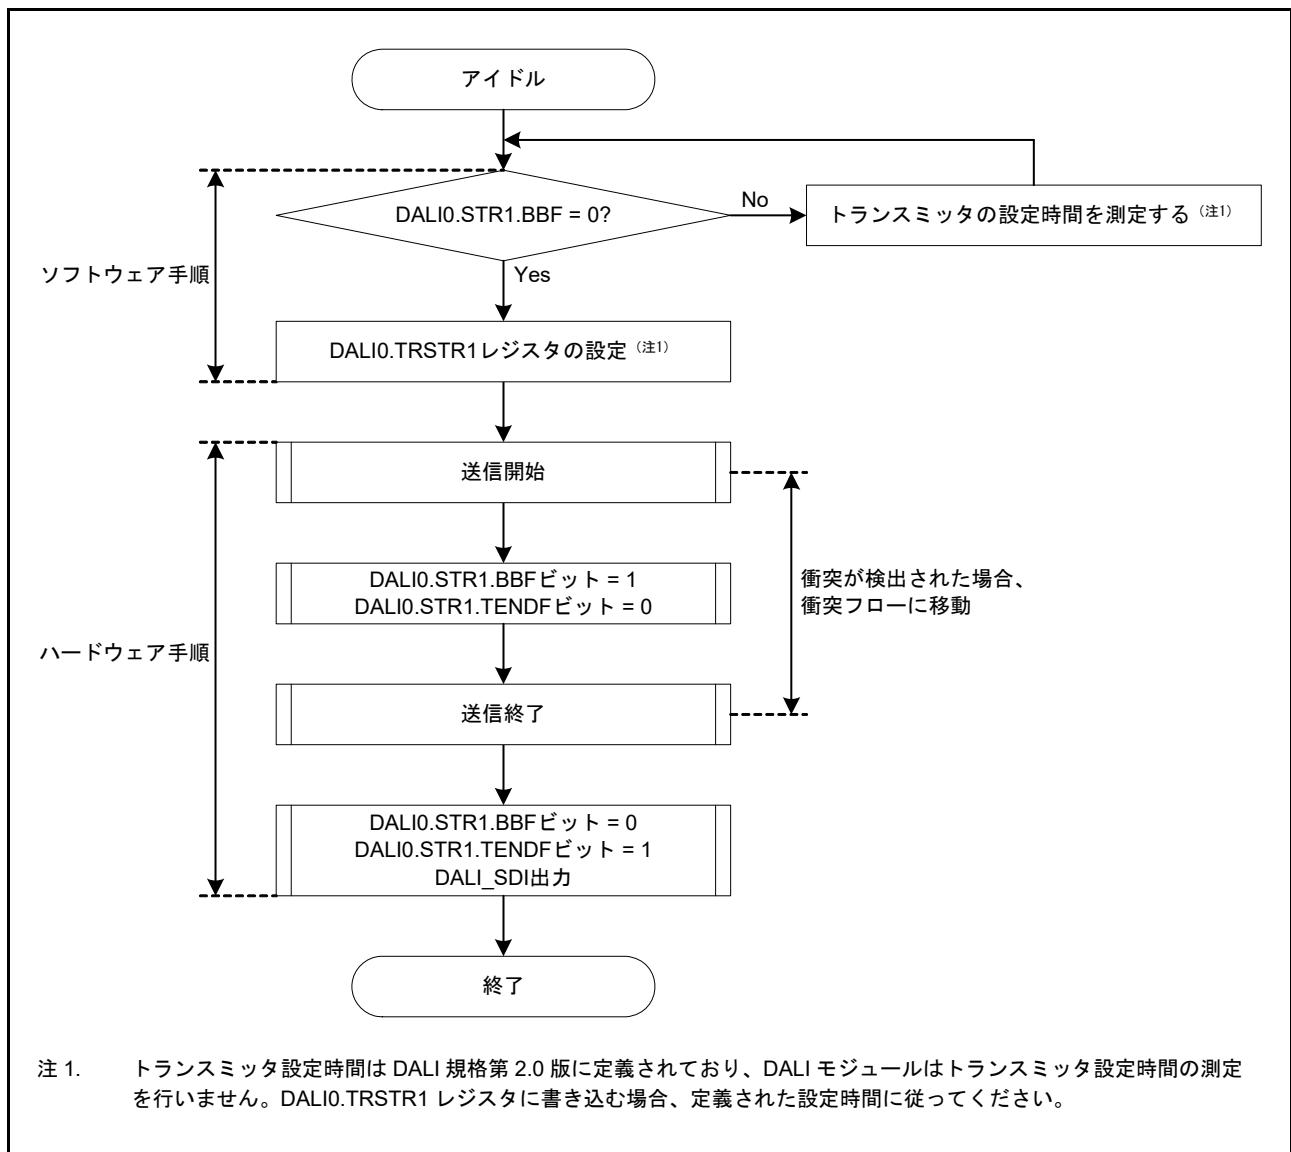 アイドル
DALI0.STR1.BBF = 0?
No
トランスミッタの設定時間を測定する（注1）
ソフトウェア手順
Yes
DALI0.TRSTR1レジスタの設定（注1）
送信開始
DALI0.STR1.BBFビット = 1
DALI0.STR1.TENDFビット = 0
衝突が検出された場合、
衝突フローに移動
ハードウェア手順
送信終了
DALI0.STR1.BBFビット = 0
DALI0.STR1.TENDFビット = 1
DALI_SDI出力
終了
注 1. トランスミッタ設定時間は DALI 規格第 2.0 版に定義されており、DALI モジュールはトランスミッタ設定時間の測定
を行いません。DALI0.TRSTR1 レジスタに書き込む場合、定義された設定時間に従ってください。